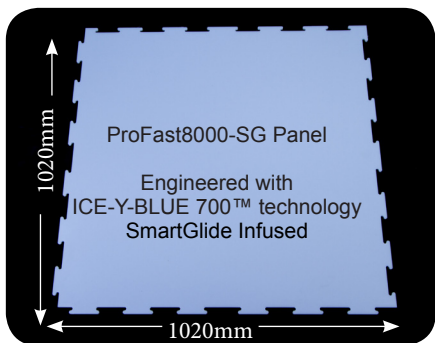 1020mm
ProFast8000-SG Panel
Engineered with
ICE-Y-BLUE 700™ technology
SmartGlide Infused
1020mm